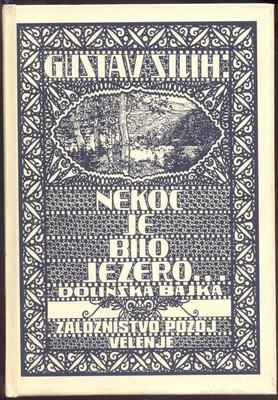 GUSTAV ŠILIH:
NEKOČ
JE
BILO
JEZERO...
DOLINSKA BAJKA
ZALOŽNIŠTVO POZOJ
VELENJE